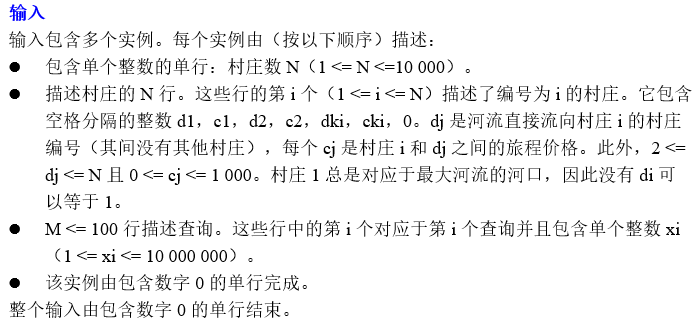 输入
输入包含多个实例。每个实例由（按以下顺序）描述：
● 包含单个整数的单行：村庄数 N（1 <= N <=10 000）。
● 描述村庄的 N 行。这些行的第 i 个（1 <= i <= N）描述了编号为 i 的村庄。它包含
空格分隔的整数 d1，c1，d2，c2，dki，cki，0。dj 是河流直接流向村庄 i 的村庄
编号（其间没有其他村庄），每个 cj 是村庄 i 和 dj 之间的旅程价格。此外，2 <=
dj <= N 且 0 <= cj <= 1 000。村庄 1 总是对应于最大河流的河口，因此没有 di 可
以等于 1。
● M <= 100 行描述查询。这些行中的第 i 个对应于第 i 个查询并且包含单个整数 xi
（1 <= xi <= 10 000 000）。
● 该实例由包含数字 0 的单行完成。
整个输入由包含数字 0 的单行结束。